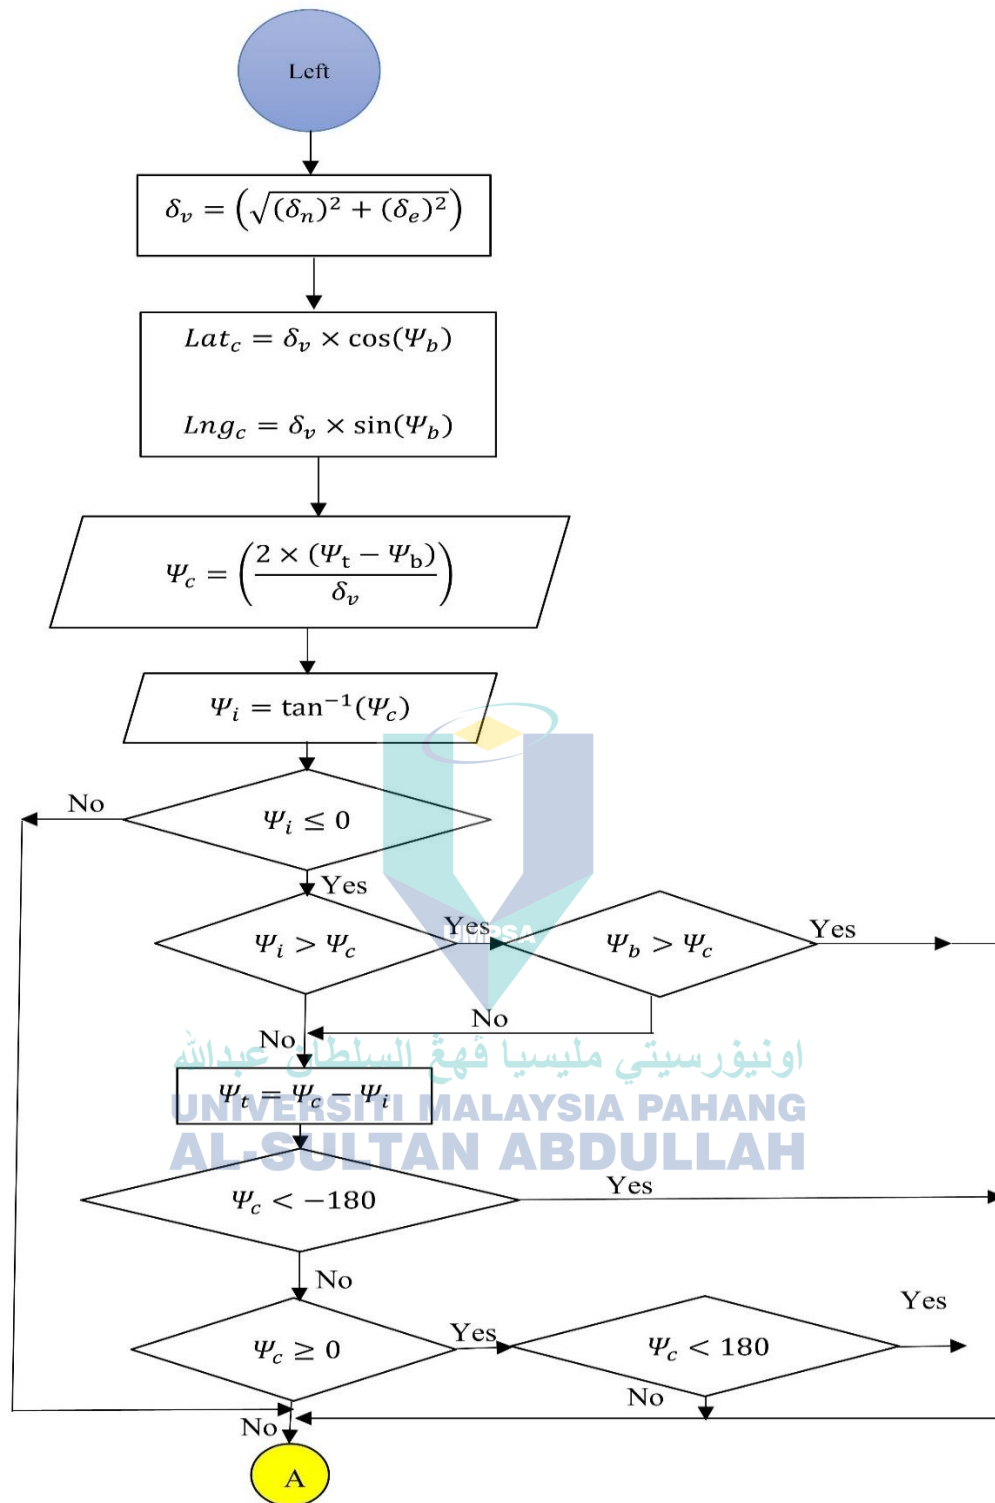 Left
δ_v = (√((δ_n)² + (δ_e)²))
Lat_c = δ_v × cos(Ψ_b)
Lng_c = δ_v × sin(Ψ_b)
Ψ_c = ((2 × (Ψ_t − Ψ_b)) / δ_v)
Ψ_i = tan⁻¹(Ψ_c)
No
Ψ_i ≤ 0
Yes
Ψ_i > Ψ_c
Yes
Ψ_b > Ψ_c
Yes
UMPSA
No
No
اونيۏرسيتي مليسيا ڤهڠ السلطان عبدالله
Ψ_t = Ψ_c − Ψ_i
UNIVERSITI MALAYSIA PAHANG
AL-SULTAN ABDULLAH
Ψ_c < −180
Yes
No
Ψ_c ≥ 0
Yes
Ψ_c < 180
Yes
No
No
A